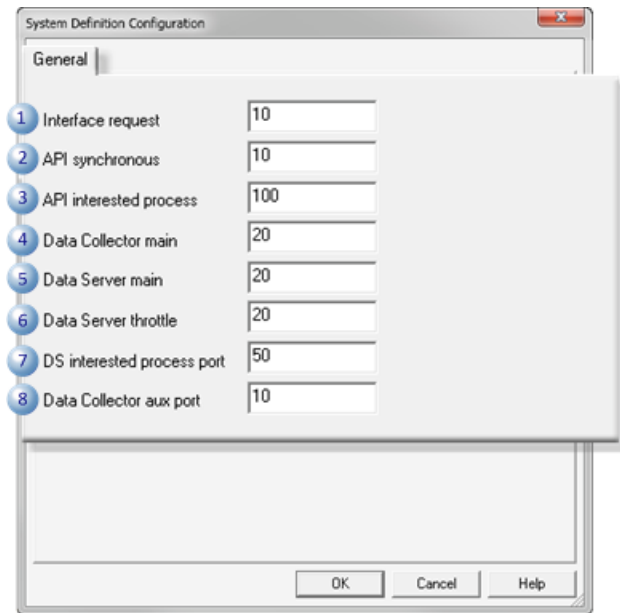 System Definition Configuration
General
1 Interface request 10
2 API synchronous 10
3 API interested process 100
4 Data Collector main 20
5 Data Server main 20
6 Data Server throttle 20
7 DS interested process port 50
8 Data Collector aux port 10
OK Cancel Help